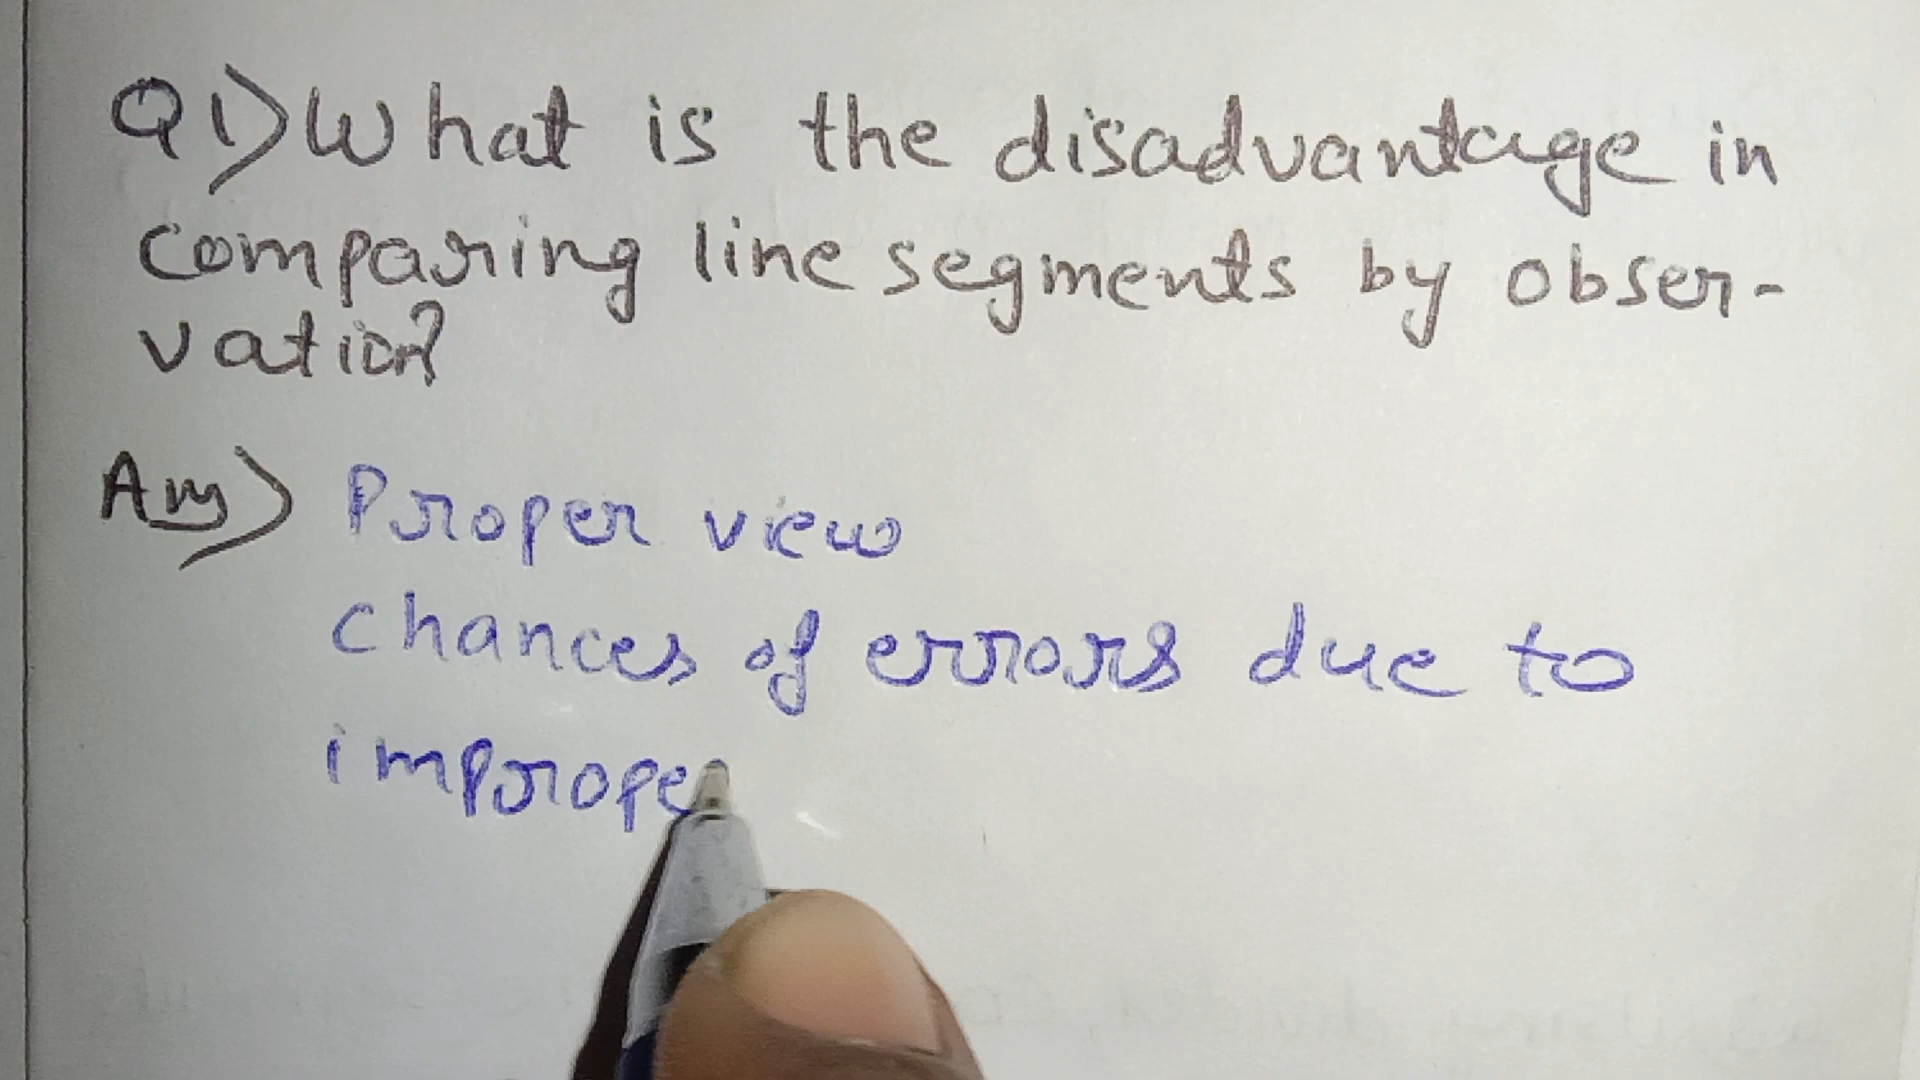 Q1) What is the disadvantage in
comparing line segments by obser-
vation?
Ans) Proper view
chances of errors due to
imprope